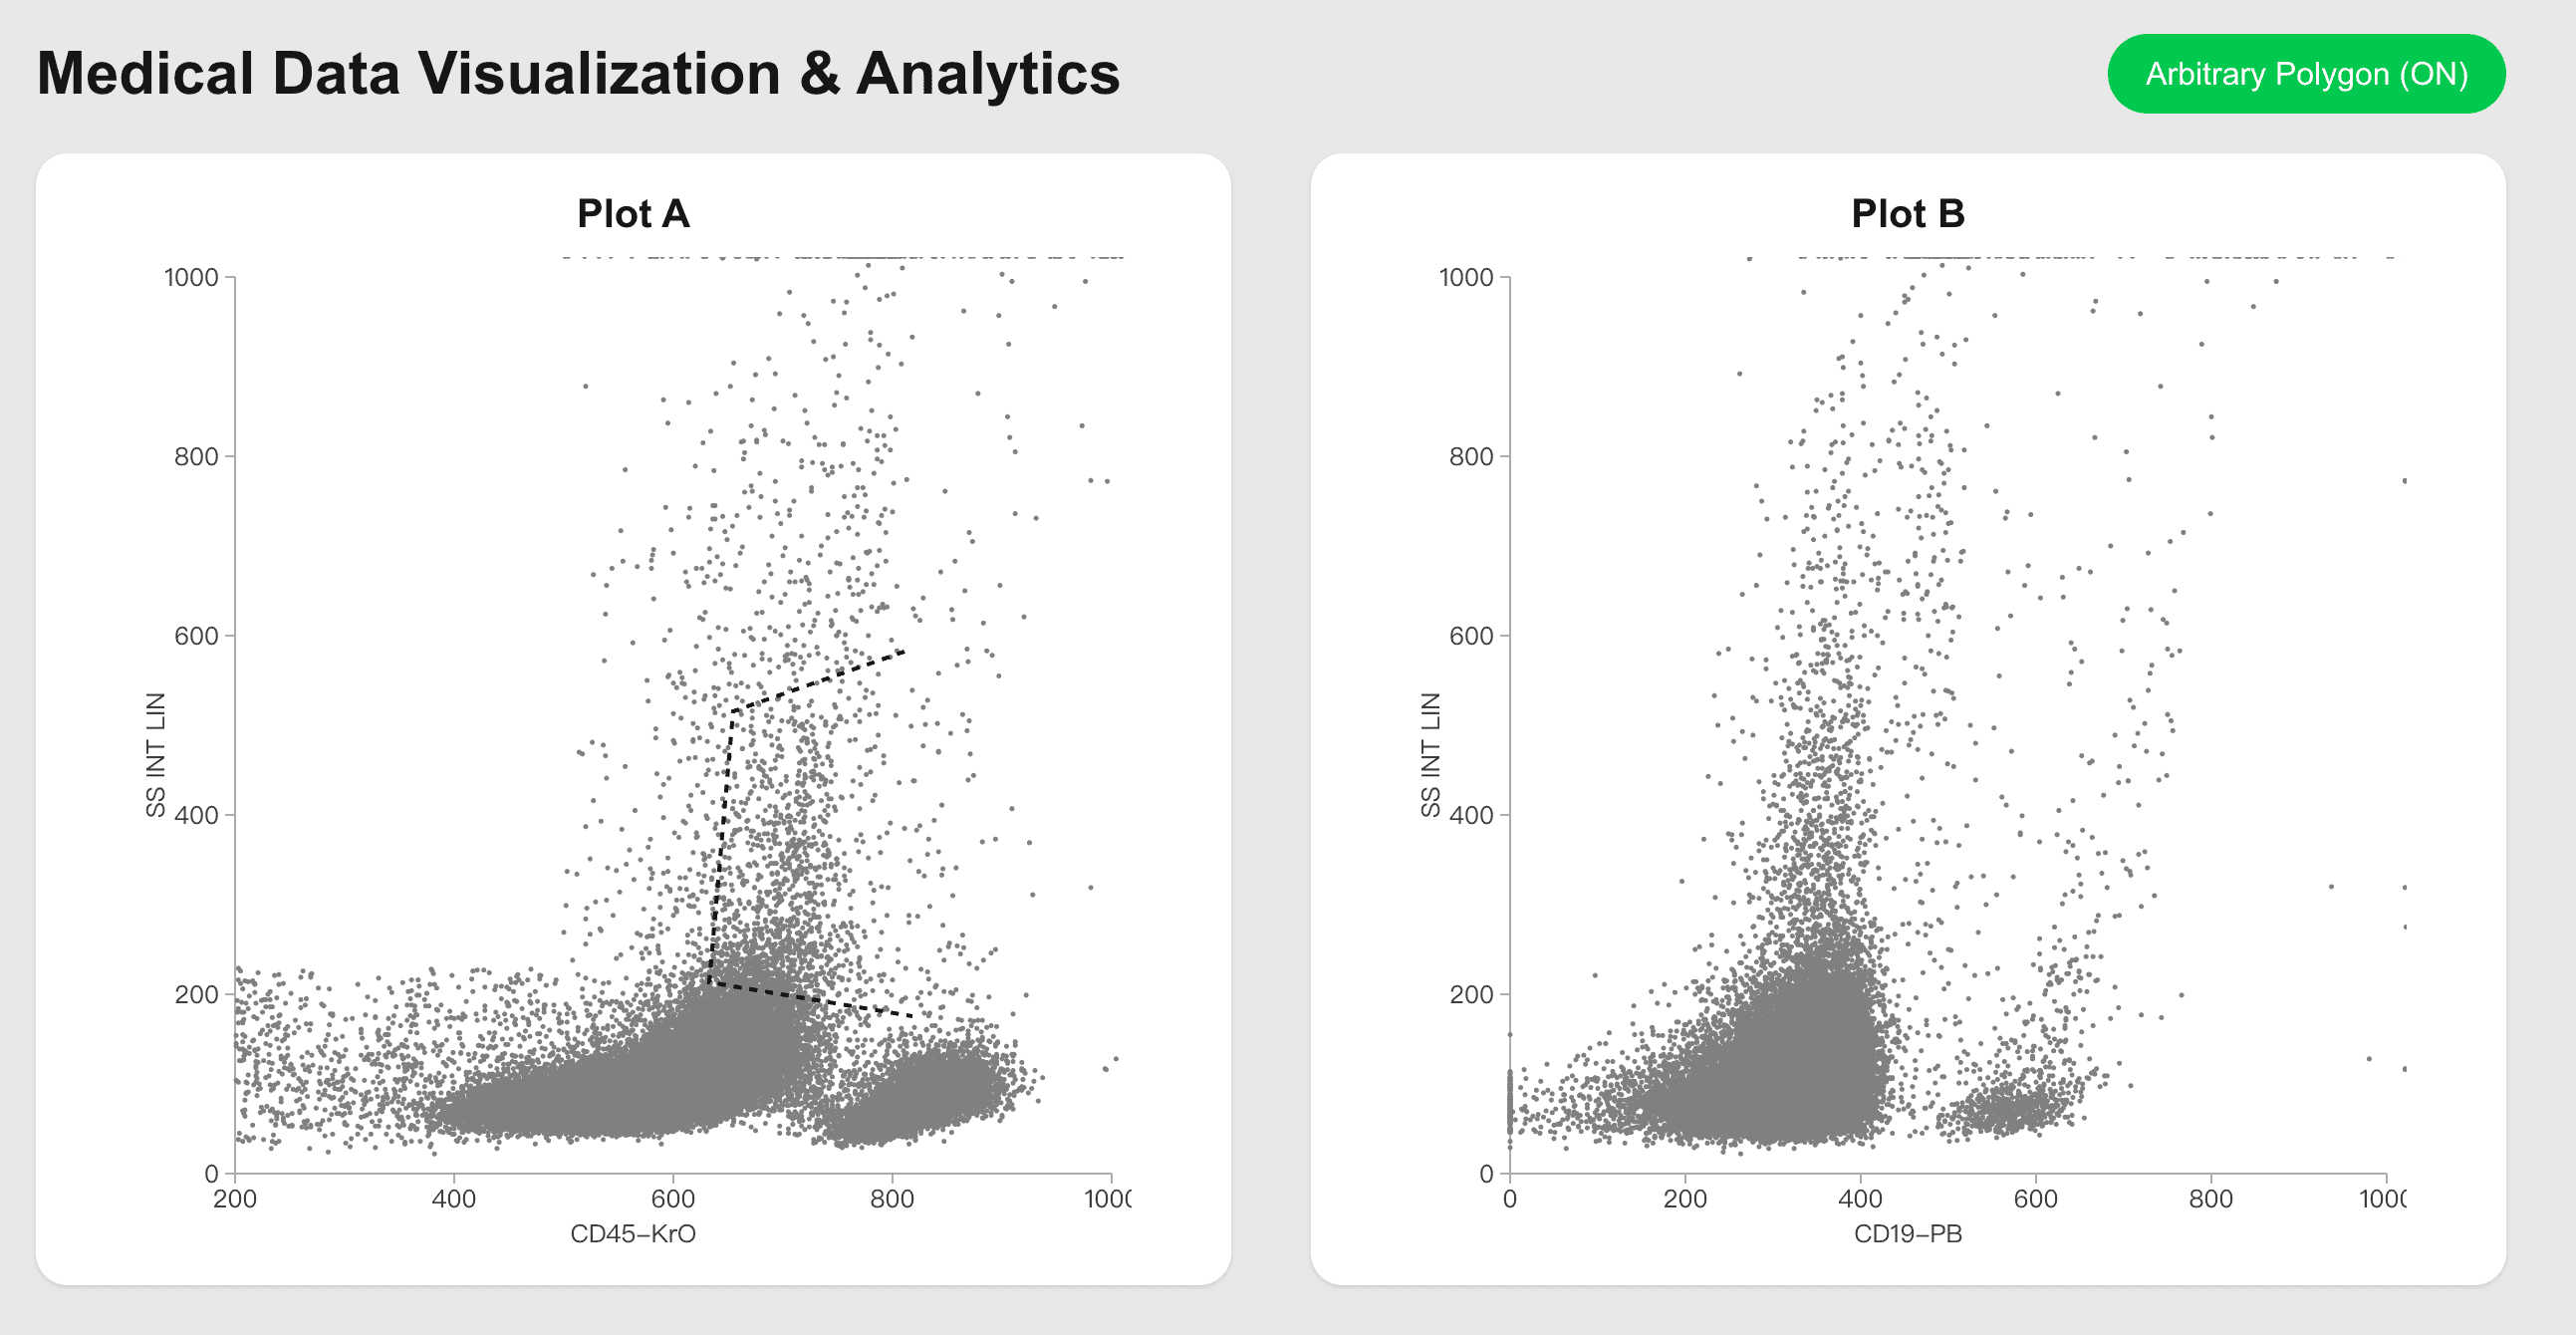 Medical Data Visualization & Analytics
Arbitrary Polygon (ON)
Plot A
1000
800
600
400
200
0
SS INT LIN
200 400 600 800 1000
CD45-KrO
Plot B
1000
800
600
400
200
0
SS INT LIN
0 200 400 600 800 1000
CD19-PB